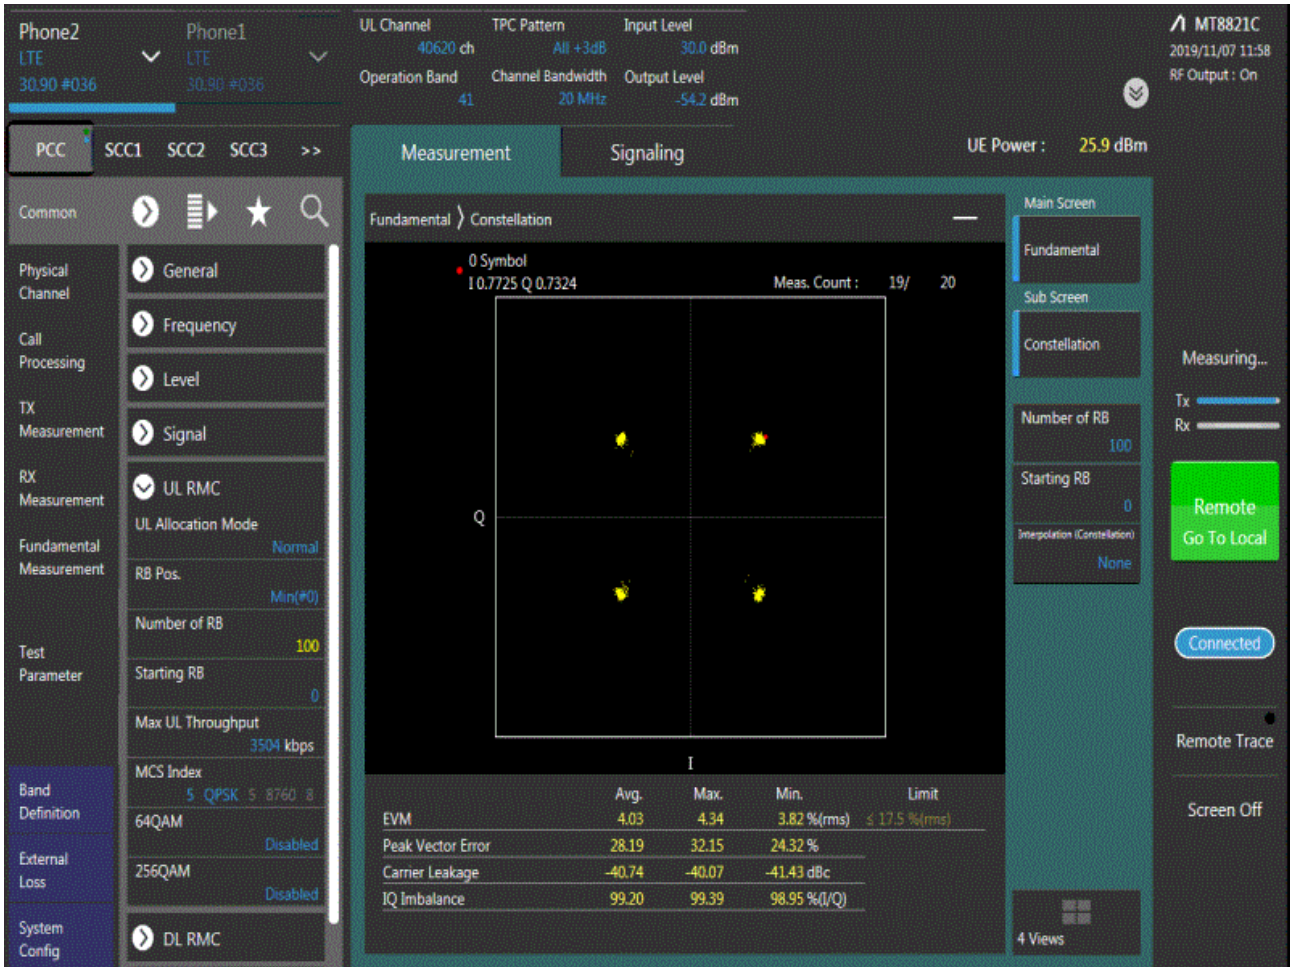 Phone2
LTE
30.90 #036
Phone1
LTE
30.90 #036
UL Channel
40620 ch
TPC Pattern
All +3dB
Input Level
30.0 dBm
Operation Band
41
Channel Bandwidth
20 MHz
Output Level
-54.2 dBm
MT8821C
2019/11/07 11:58
RF Output : On
PCC SCC1 SCC2 SCC3 >>
Measurement Signaling
UE Power : 25.9 dBm
Common
Physical
Channel
Call
Processing
TX
Measurement
RX
Measurement
Fundamental
Measurement
Test
Parameter
Band
Definition
External
Loss
System
Config
General
Frequency
Level
Signal
UL RMC
UL Allocation Mode
Normal
RB Pos.
Min(#0)
Number of RB
100
Starting RB
0
Max UL Throughput
3504 kbps
MCS Index
5 QPSK 5 8760 8
64QAM
Disabled
256QAM
Disabled
DL RMC
Fundamental 〉 Constellation
0 Symbol
I 0.7725 Q 0.7324
Meas. Count : 19/ 20
Q
I
Avg. Max. Min. Limit
EVM 4.03 4.34 3.82 %(rms) ≤ 17.5 %(rms)
Peak Vector Error 28.19 32.15 24.32 %
Carrier Leakage -40.74 -40.07 -41.43 dBc
IQ Imbalance 99.20 99.39 98.95 %(I/Q)
Main Screen
Fundamental
Sub Screen
Constellation
Number of RB
100
Starting RB
0
Interpolation (Constellation)
None
4 Views
Measuring...
Tx
Rx
Remote
Go To Local
Connected
Remote Trace
Screen Off